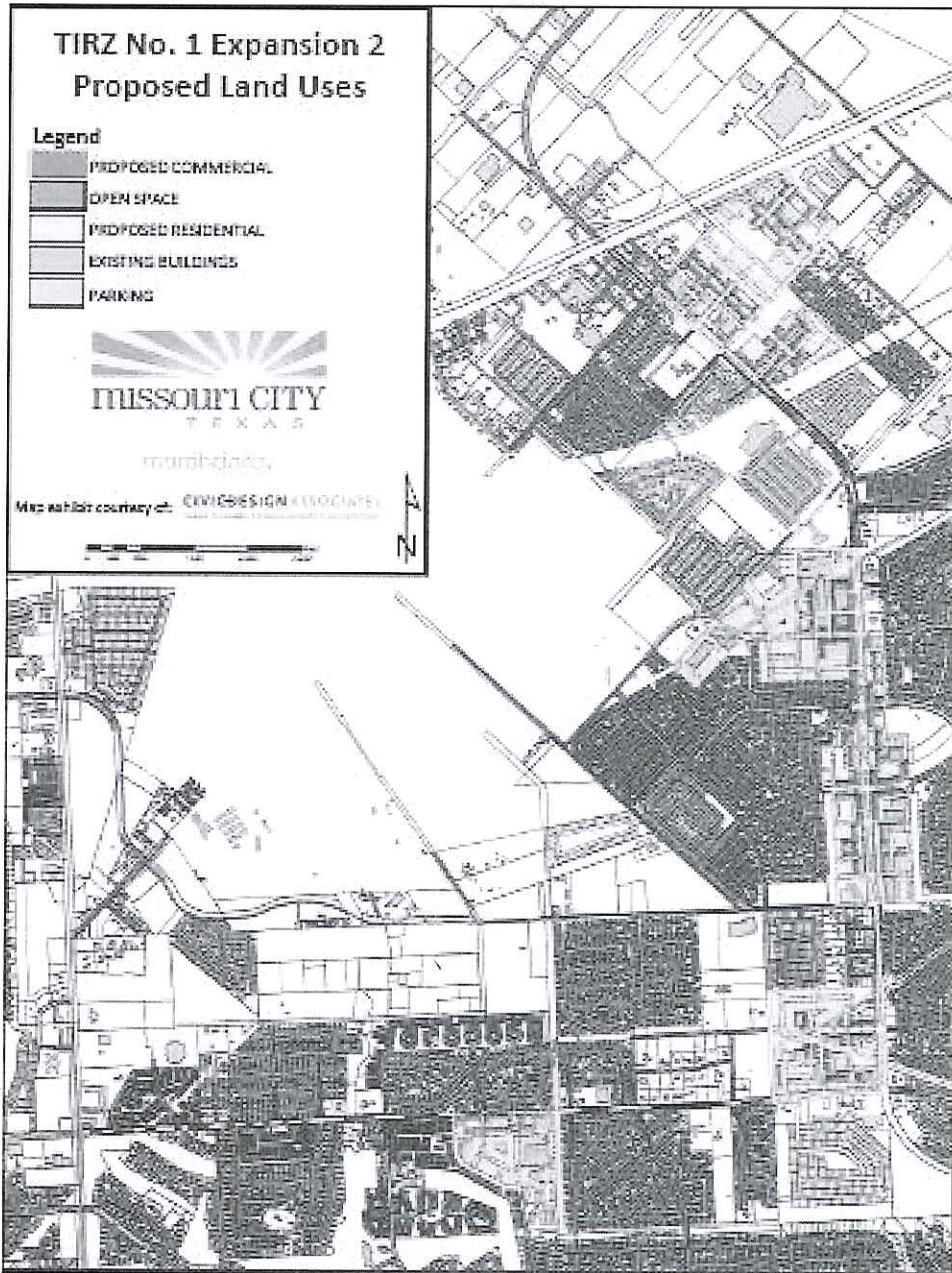 TIRZ No. 1 Expansion 2
Proposed Land Uses
Legend
PROPOSED COMMERCIAL
OPEN SPACE
PROPOSED RESIDENTIAL
EXISTING BUILDINGS
PARKING
missouri CITY
TEXAS
Map exhibit courtesy of: CIVICDESIGNASSOCIATES
N